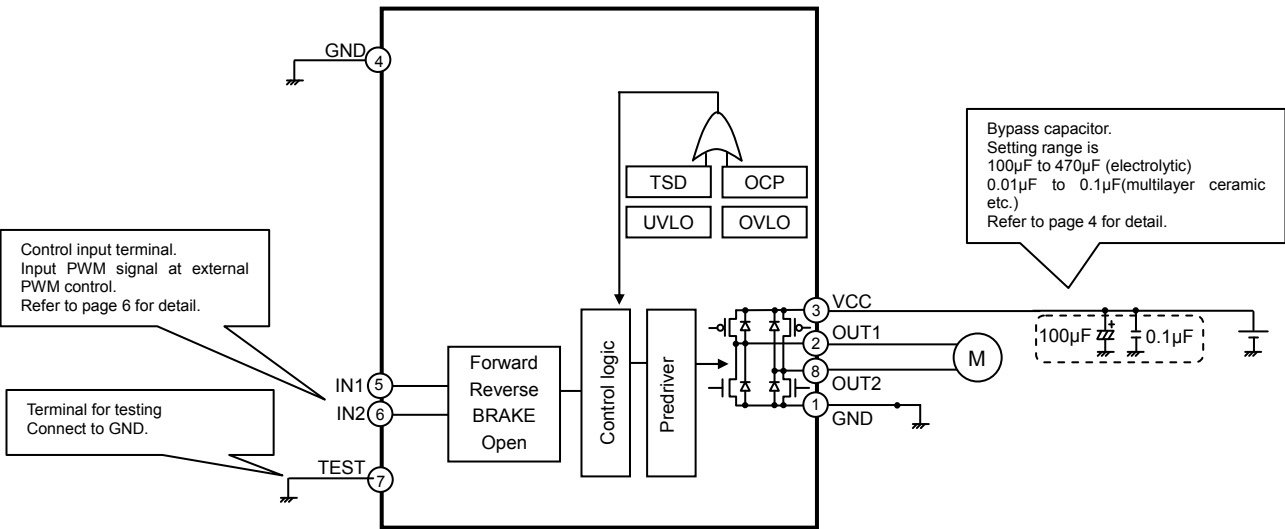 GND
4
Bypass capacitor.
Setting range is
100µF to 470µF (electrolytic)
0.01µF to 0.1µF(multilayer ceramic
etc.)
Refer to page 4 for detail.
TSD
OCP
UVLO
OVLO
Control input terminal.
Input PWM signal at external
PWM control.
Refer to page 6 for detail.
3
VCC
2
OUT1
8
OUT2
1
GND
M
100µF
+
0.1µF
IN1
5
IN2
6
Forward
Reverse
BRAKE
Open
Control logic
Predriver
Terminal for testing
Connect to GND.
TEST
7